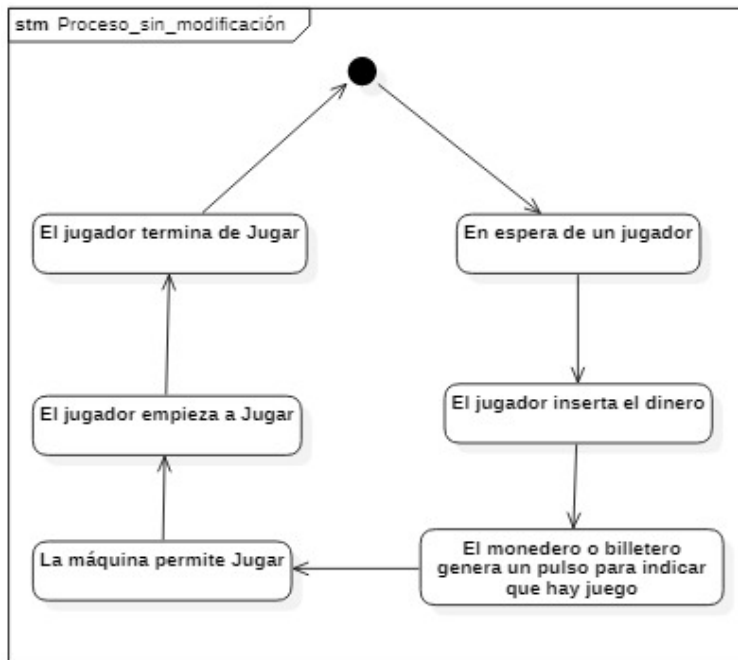 stm Proceso_sin_modificación
El jugador termina de Jugar
En espera de un jugador
El jugador empieza a Jugar
El jugador inserta el dinero
La máquina permite Jugar
El monedero o billetero
genera un pulso para indicar
que hay juego